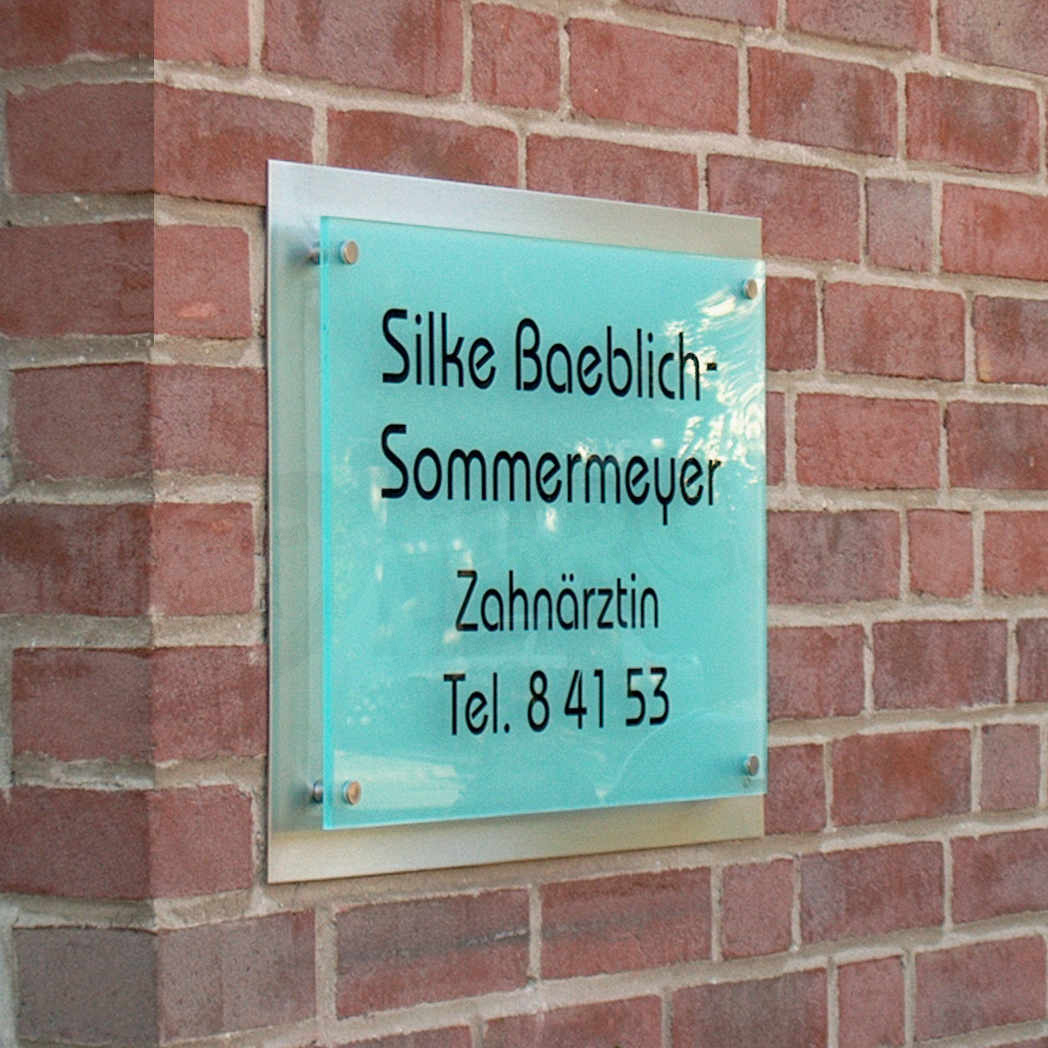 Silke Baeblich-
Sommermeyer
Zahnärztin
Tel. 8 41 53